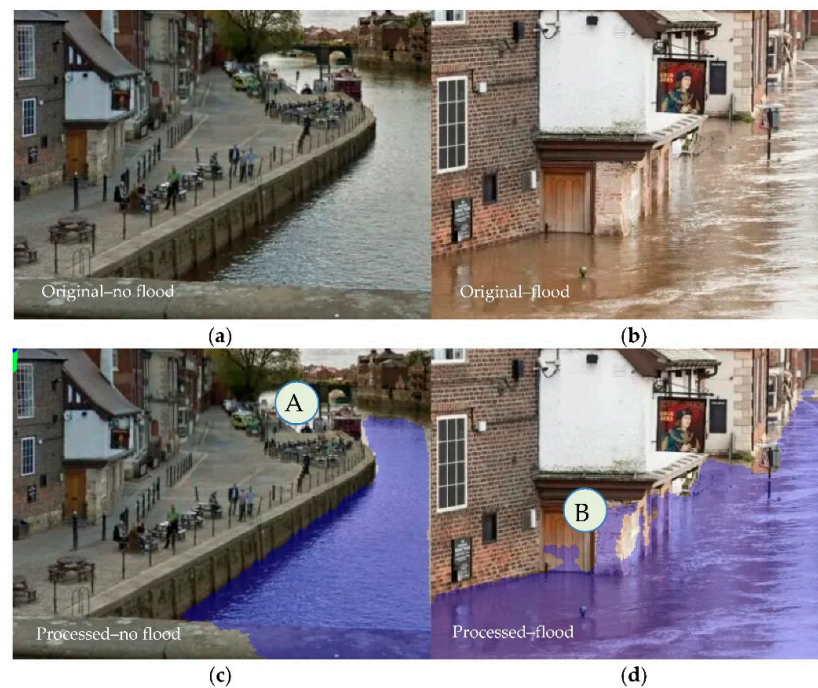 Original–no flood
Original–flood
(a)
(b)
A
B
Processed–no flood
Processed–flood
(c)
(d)